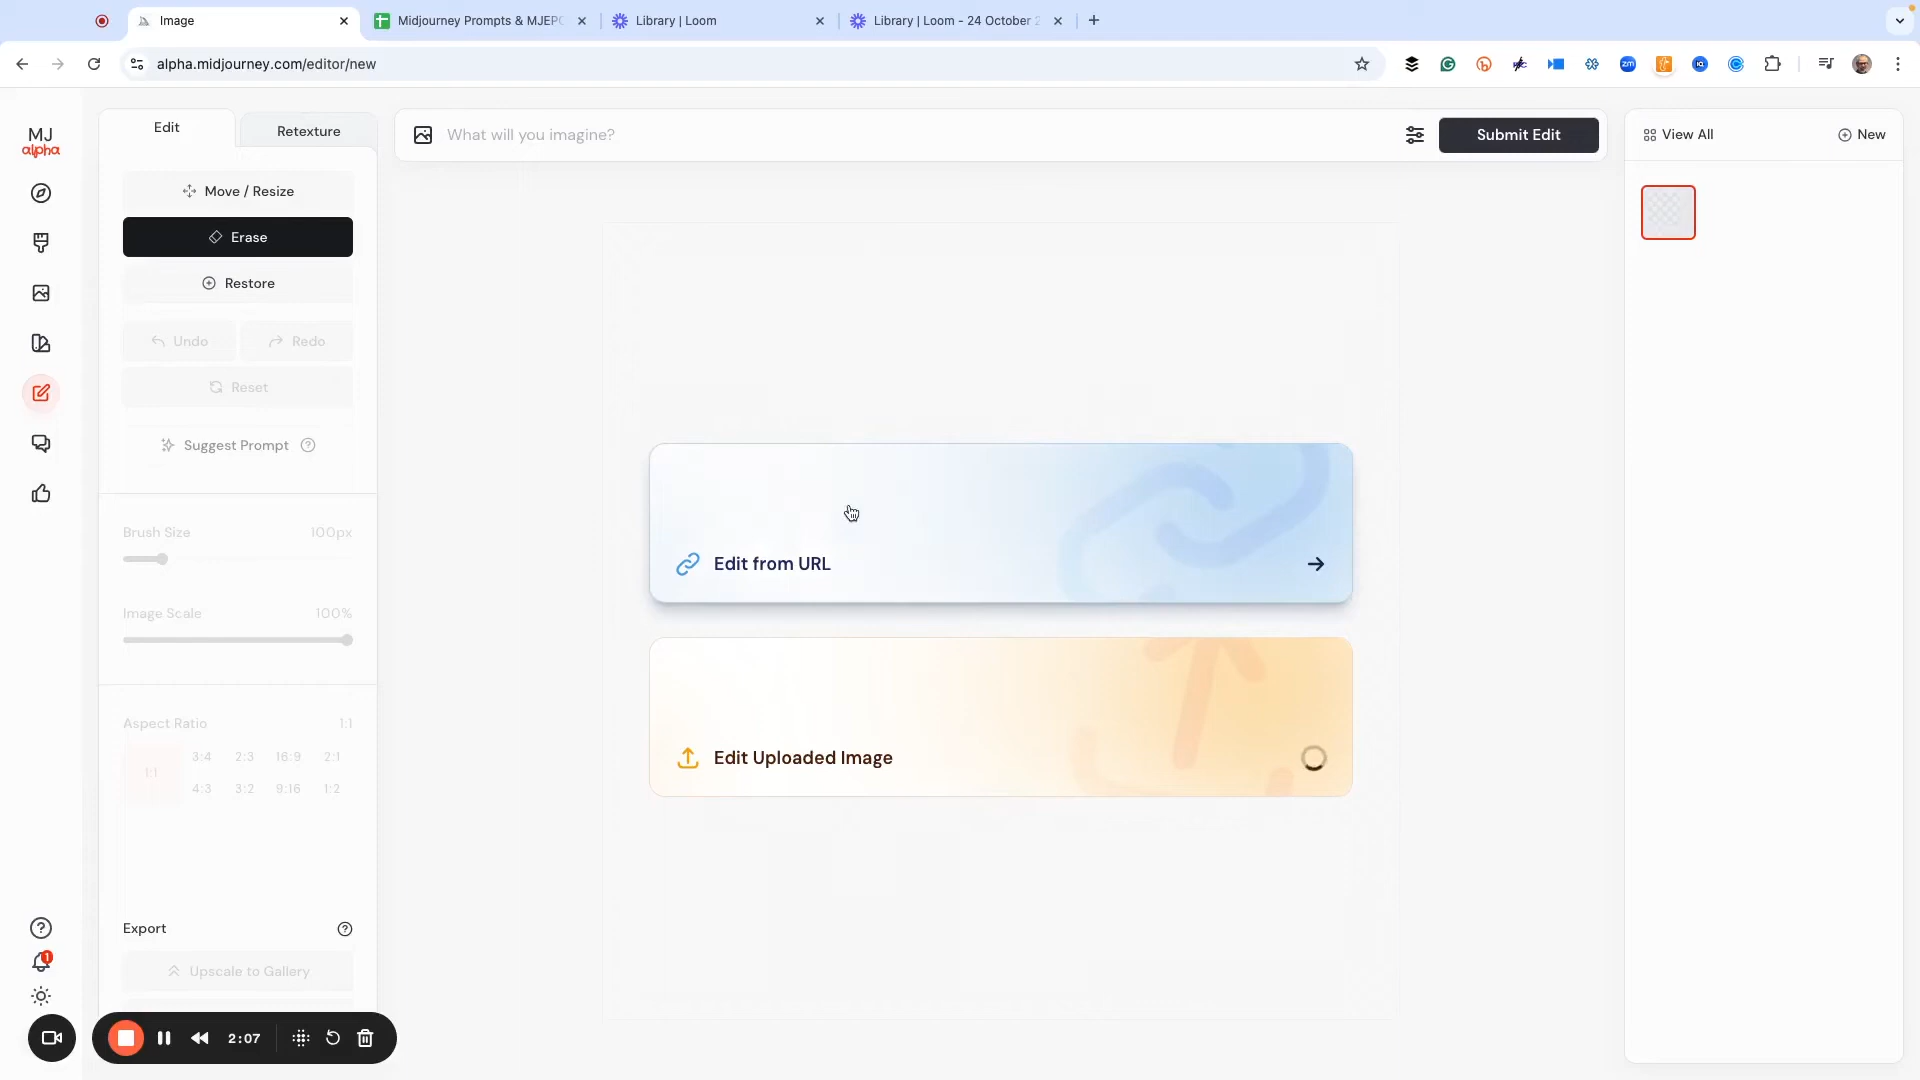 Image
Midjourney Prompts & MJEPC
Library | Loom
Library | Loom - 24 October 2
alpha.midjourney.com/editor/new
zm
MJ
alpha
Edit
Retexture
What will you imagine?
Submit Edit
View All
New
Move / Resize
Erase
Restore
Undo
Redo
Reset
Suggest Prompt
Brush Size
100px
Image Scale
100%
Edit from URL
Edit Uploaded Image
Aspect Ratio
1:1
1:1
3:4
2:3
16:9
2:1
4:3
3:2
9:16
1:2
Export
Upscale to Gallery
1
2:07